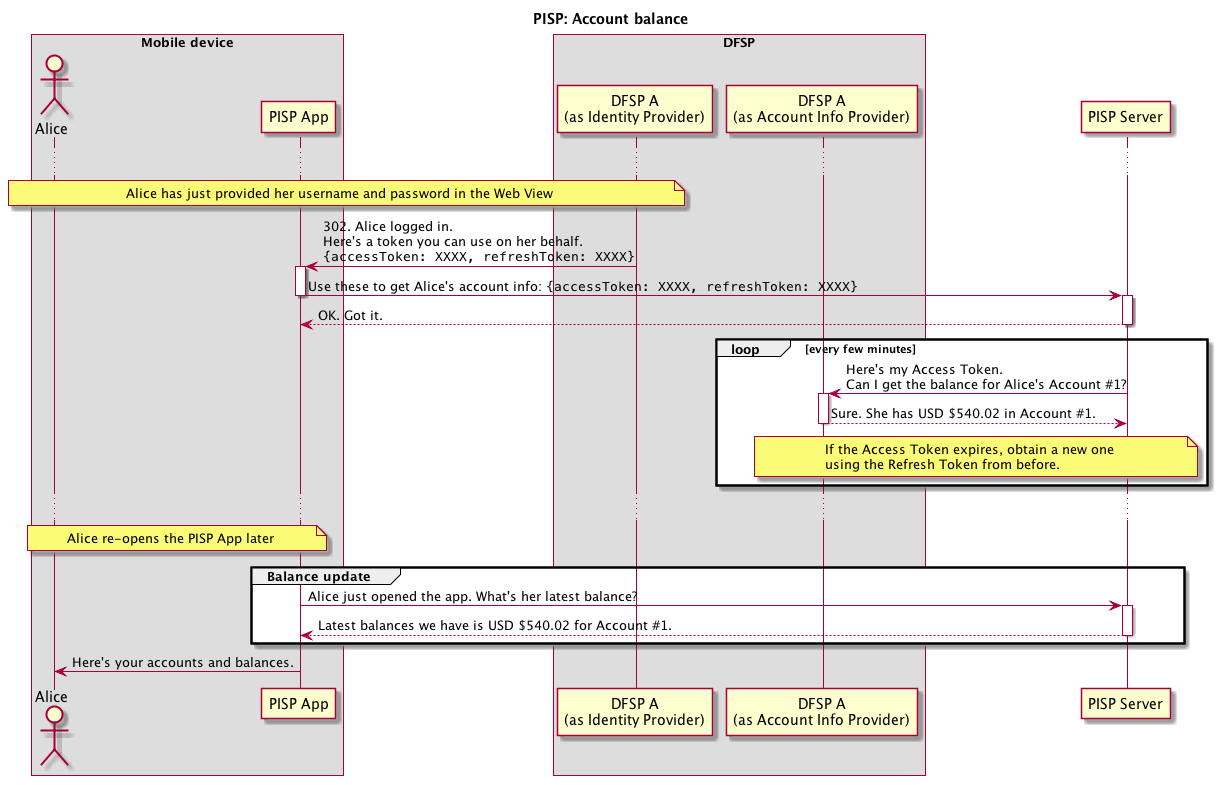 PISP: Account balance
Mobile device
DFSP
Alice
PISP App
DFSP A
(as Identity Provider)
DFSP A
(as Account Info Provider)
PISP Server
Alice has just provided her username and password in the Web View
302. Alice logged in.
Here's a token you can use on her behalf.
{accessToken: XXXX, refreshToken: XXXX}
Use these to get Alice's account info: {accessToken: XXXX, refreshToken: XXXX}
OK. Got it.
loop
[every few minutes]
Here's my Access Token.
Can I get the balance for Alice's Account #1?
Sure. She has USD $540.02 in Account #1.
If the Access Token expires, obtain a new one
using the Refresh Token from before.
Alice re-opens the PISP App later
Balance update
Alice just opened the app. What's her latest balance?
Latest balances we have is USD $540.02 for Account #1.
Here's your accounts and balances.
Alice
PISP App
DFSP A
(as Identity Provider)
DFSP A
(as Account Info Provider)
PISP Server